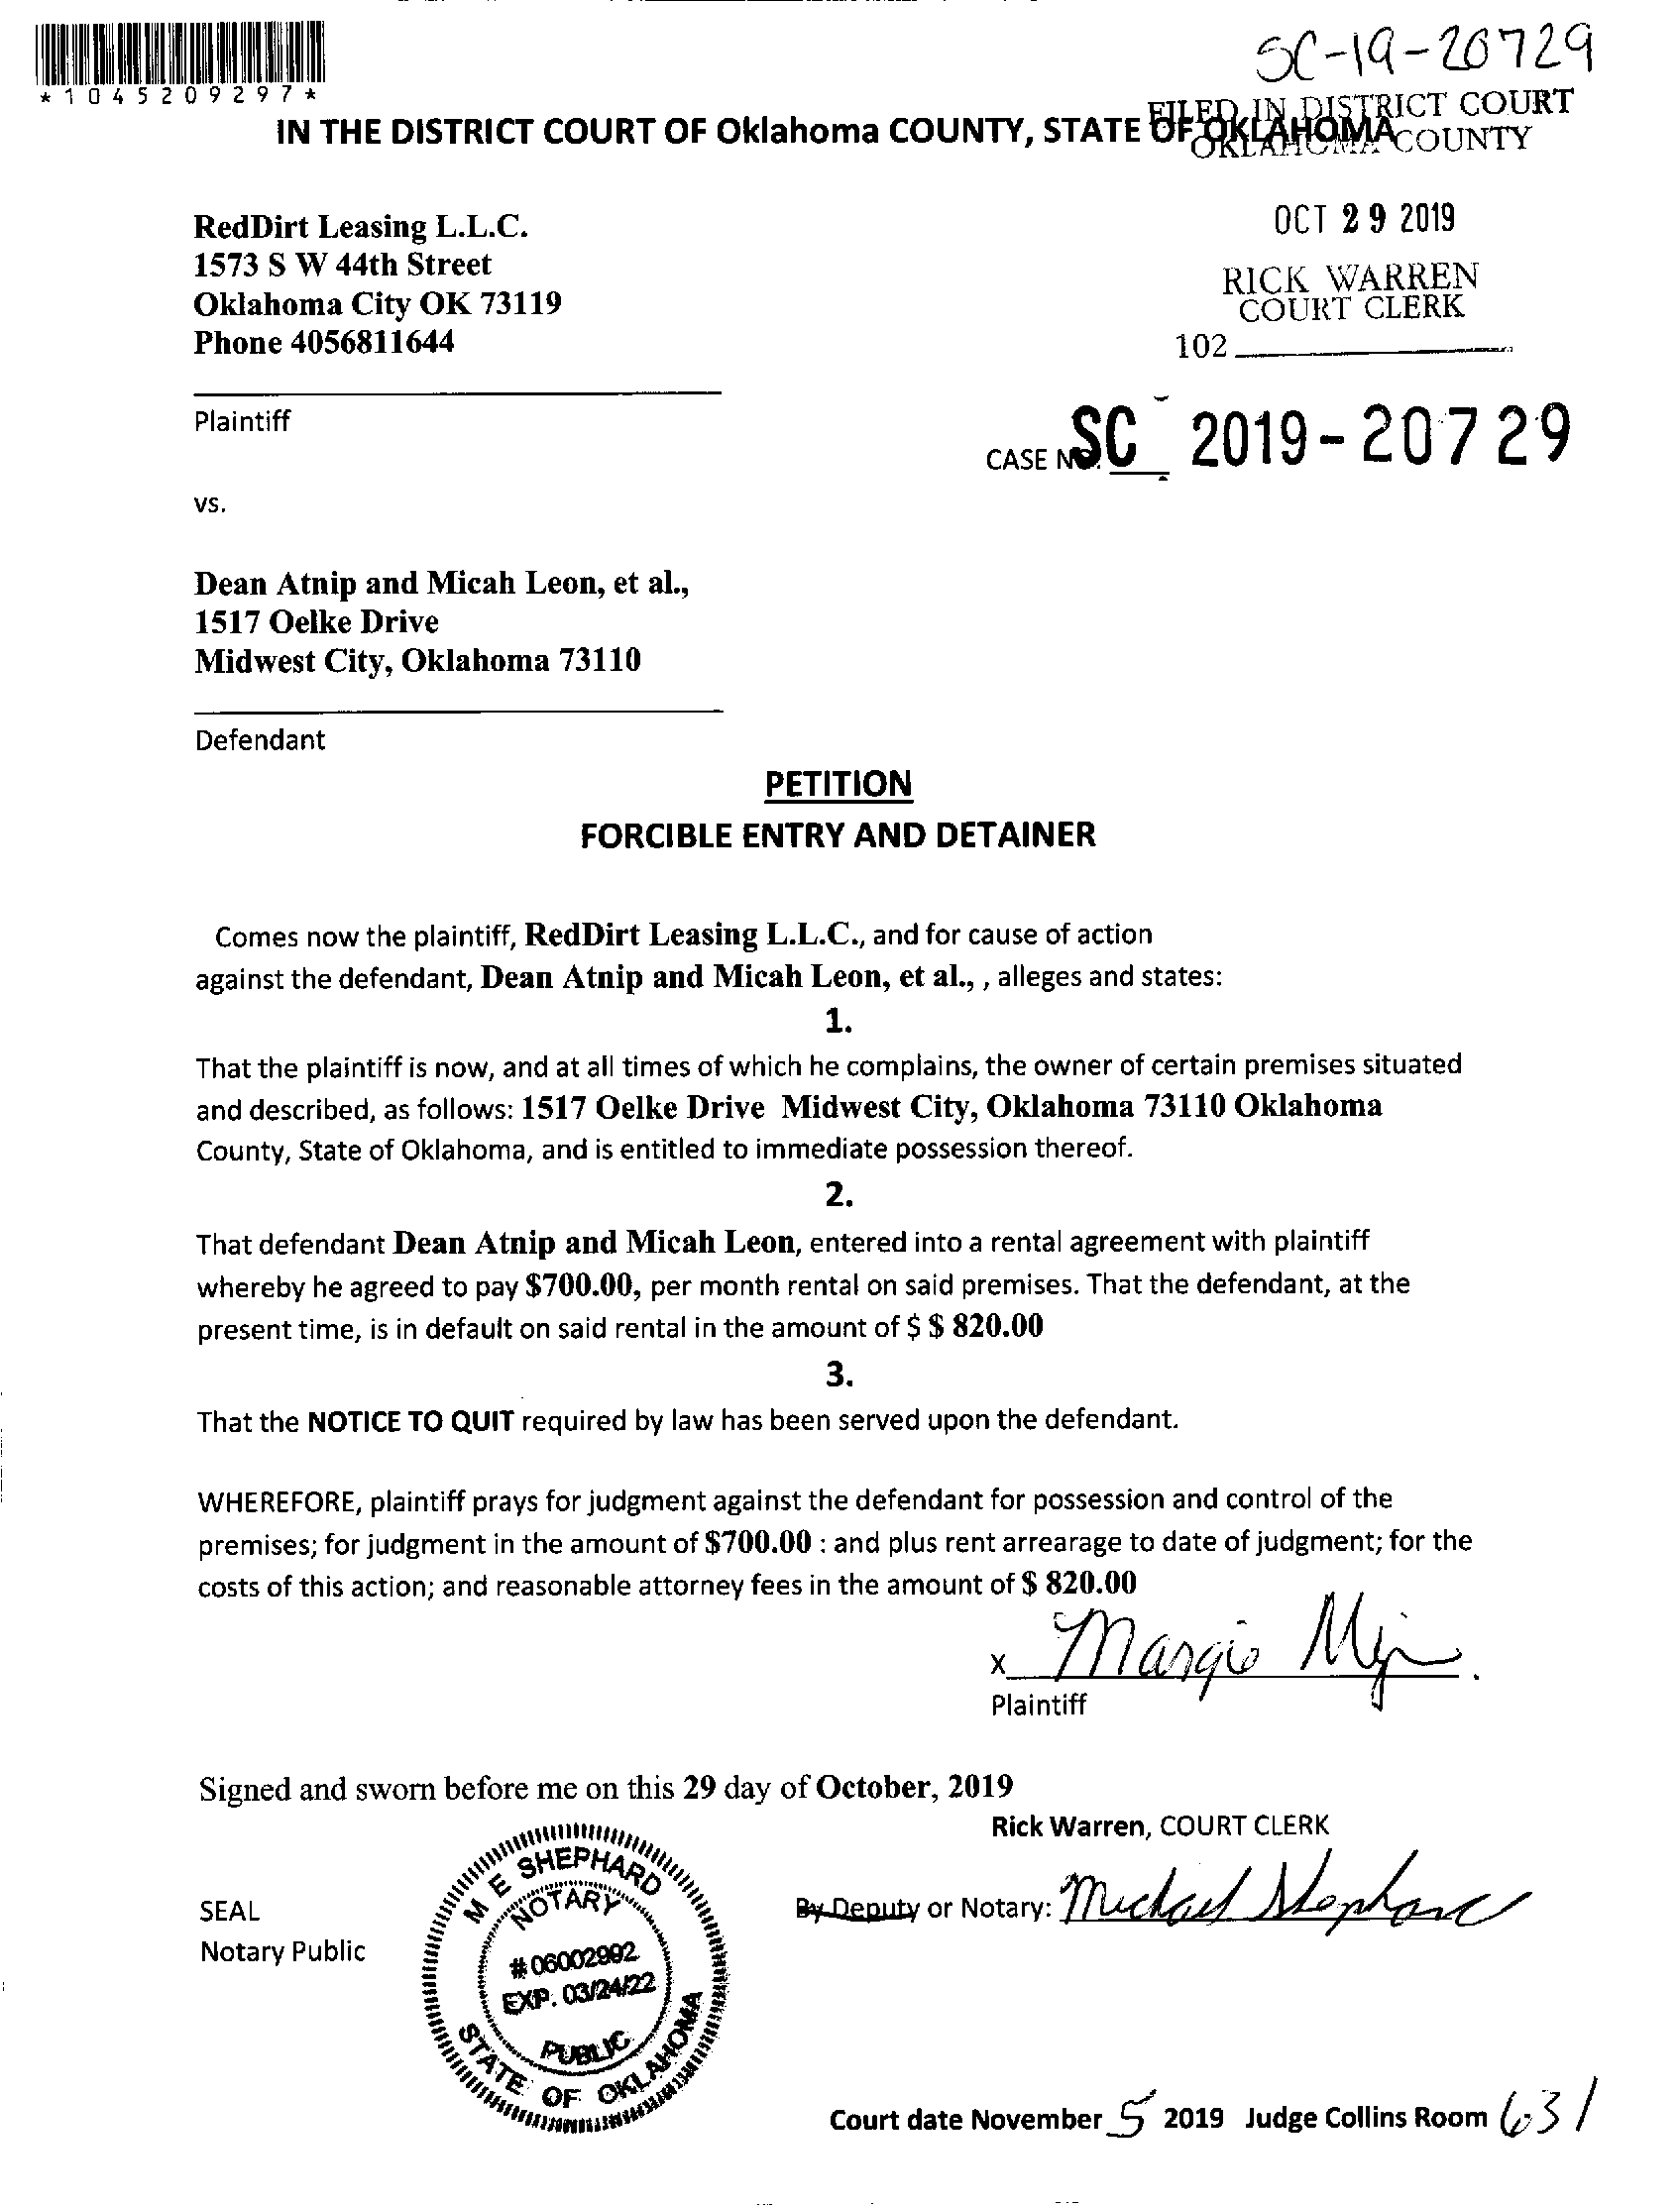 SC-19-20729
*1045209297*
FILED IN DISTRICT COURT
OKLAHOMA COUNTY
IN THE DISTRICT COURT OF Oklahoma COUNTY, STATE OF OKLAHOMA
OCT 29 2019
RICK WARREN
COURT CLERK
102
RedDirt Leasing L.L.C.
1573 S W 44th Street
Oklahoma City OK 73119
Phone 4056811644
Plaintiff
CASE NO. SC - 2019-20729
vs.
Dean Atnip and Micah Leon, et al.,
1517 Oelke Drive
Midwest City, Oklahoma 73110
Defendant
PETITION
FORCIBLE ENTRY AND DETAINER
Comes now the plaintiff, RedDirt Leasing L.L.C., and for cause of action
against the defendant, Dean Atnip and Micah Leon, et al., , alleges and states:
1.
That the plaintiff is now, and at all times of which he complains, the owner of certain premises situated
and described, as follows: 1517 Oelke Drive Midwest City, Oklahoma 73110 Oklahoma
County, State of Oklahoma, and is entitled to immediate possession thereof.
2.
That defendant Dean Atnip and Micah Leon, entered into a rental agreement with plaintiff
whereby he agreed to pay $700.00, per month rental on said premises. That the defendant, at the
present time, is in default on said rental in the amount of $ $ 820.00
3.
That the NOTICE TO QUIT required by law has been served upon the defendant.
WHEREFORE, plaintiff prays for judgment against the defendant for possession and control of the
premises; for judgment in the amount of $700.00 : and plus rent arrearage to date of judgment; for the
costs of this action; and reasonable attorney fees in the amount of $ 820.00
X Margie
Plaintiff
Signed and sworn before me on this 29 day of October, 2019
Rick Warren, COURT CLERK
SEAL
Notary Public
By Deputy or Notary: Michael Shephard
M E SHEPHARD
NOTARY
# 06002992
EXP. 03/24/22
PUBLIC
STATE OF OKLAHOMA
Court date November 5 2019 Judge Collins Room 631